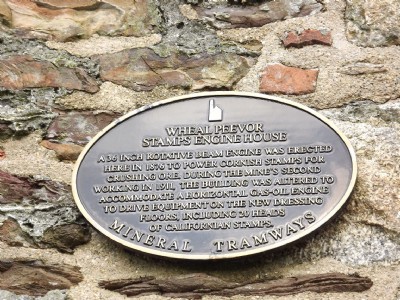 WHEAL PEEVOR
STAMPS ENGINE HOUSE
A 36 INCH ROTATIVE BEAM ENGINE WAS ERECTED
HERE IN 1876 TO POWER CORNISH STAMPS FOR
CRUSHING ORE. DURING THE MINE'S SECOND
WORKING IN 1911, THE BUILDING WAS ALTERED TO
ACCOMMODATE A HORIZONTAL GAS-OIL ENGINE
TO DRIVE EQUIPMENT ON THE NEW DRESSING
FLOORS, INCLUDING 20 HEADS
OF CALIFORNIAN STAMPS.
MINERAL TRAMWAYS